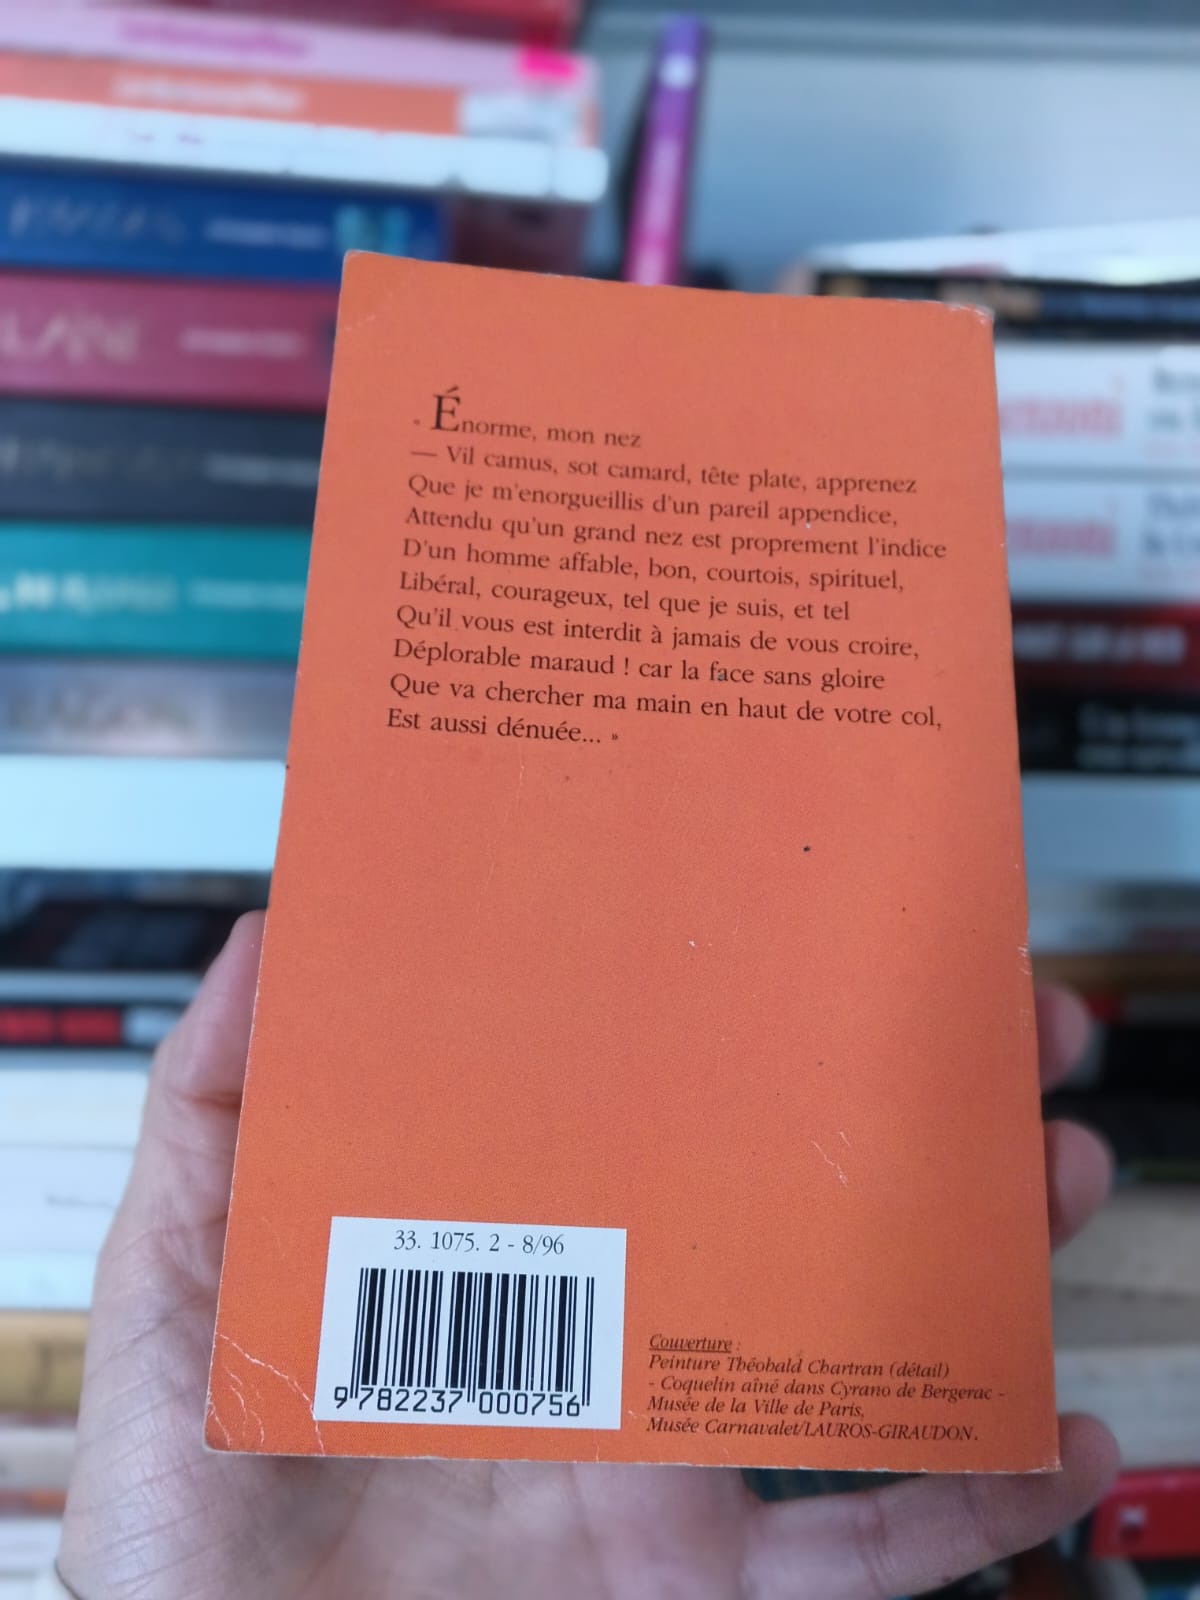 « Énorme, mon nez
— Vil camus, sot camard, tête plate, apprenez
Que je m'enorgueillis d'un pareil appendice,
Attendu qu'un grand nez est proprement l'indice
D'un homme affable, bon, courtois, spirituel,
Libéral, courageux, tel que je suis, et tel
Qu'il vous est interdit à jamais de vous croire,
Déplorable maraud ! car la face sans gloire
Que va chercher ma main en haut de votre col,
Est aussi dénuée... »
33. 1075. 2 - 8/96
9 782237 000756
Couverture :
Peinture Théobald Chartran (détail)
- Coquelin aîné dans Cyrano de Bergerac -
Musée de la Ville de Paris,
Musée Carnavalet/LAUROS-GIRAUDON.